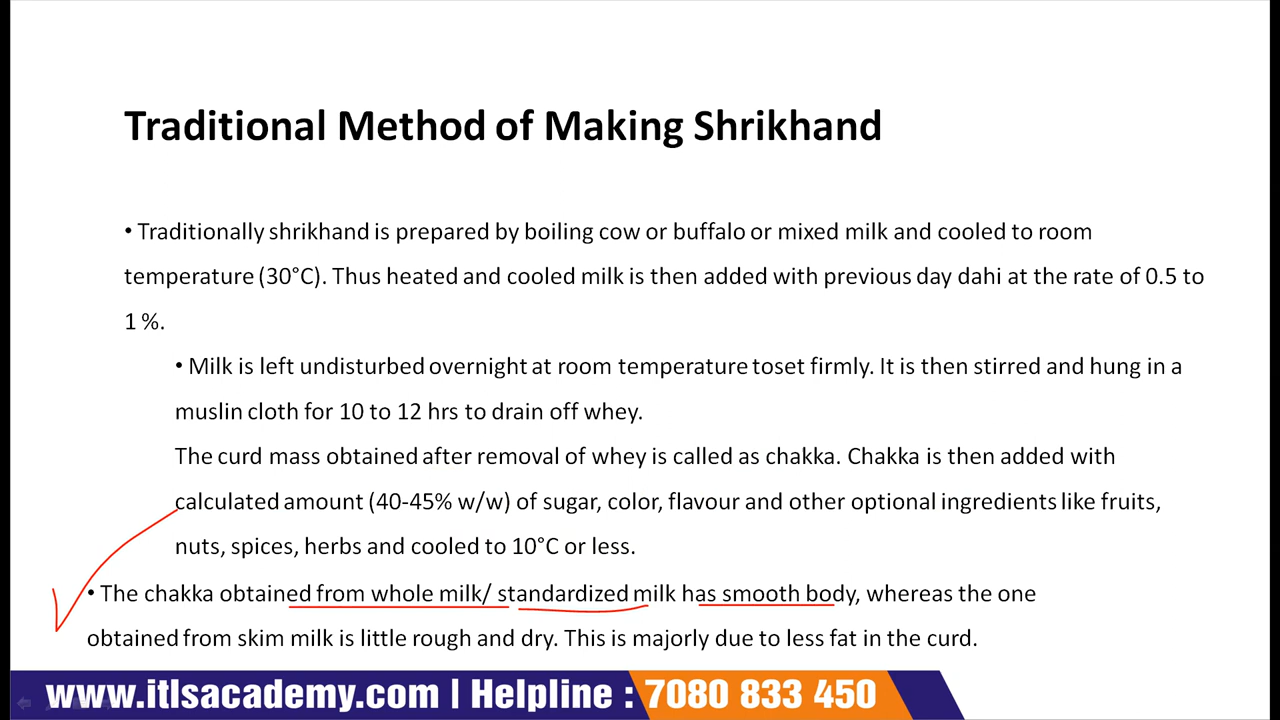 Traditional Method of Making Shrikhand
• Traditionally shrikhand is prepared by boiling cow or buffalo or mixed milk and cooled to room
temperature (30°C). Thus heated and cooled milk is then added with previous day dahi at the rate of 0.5 to
1 %.
• Milk is left undisturbed overnight at room temperature toset firmly. It is then stirred and hung in a
muslin cloth for 10 to 12 hrs to drain off whey.
The curd mass obtained after removal of whey is called as chakka. Chakka is then added with
calculated amount (40-45% w/w) of sugar, color, flavour and other optional ingredients like fruits,
nuts, spices, herbs and cooled to 10°C or less.
• The chakka obtained from whole milk/ standardized milk has smooth body, whereas the one
obtained from skim milk is little rough and dry. This is majorly due to less fat in the curd.
www.itlsacademy.com | Helpline : 7080 833 450